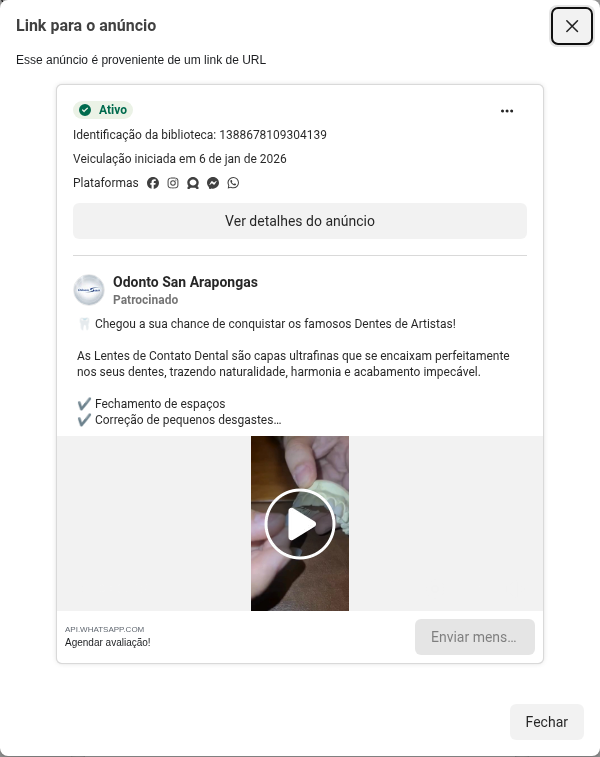 Link para o anúncio
Esse anúncio é proveniente de um link de URL
Ativo
Identificação da biblioteca: 1388678109304139
Veiculação iniciada em 6 de jan de 2026
Plataformas
Ver detalhes do anúncio
Odonto San Arapongas
Patrocinado
🦷 Chegou a sua chance de conquistar os famosos Dentes de Artistas!
As Lentes de Contato Dental são capas ultrafinas que se encaixam perfeitamente
nos seus dentes, trazendo naturalidade, harmonia e acabamento impecável.
✔️ Fechamento de espaços
✔️ Correção de pequenos desgastes…
API.WHATSAPP.COM
Agendar avaliação!
Enviar mens…
Fechar